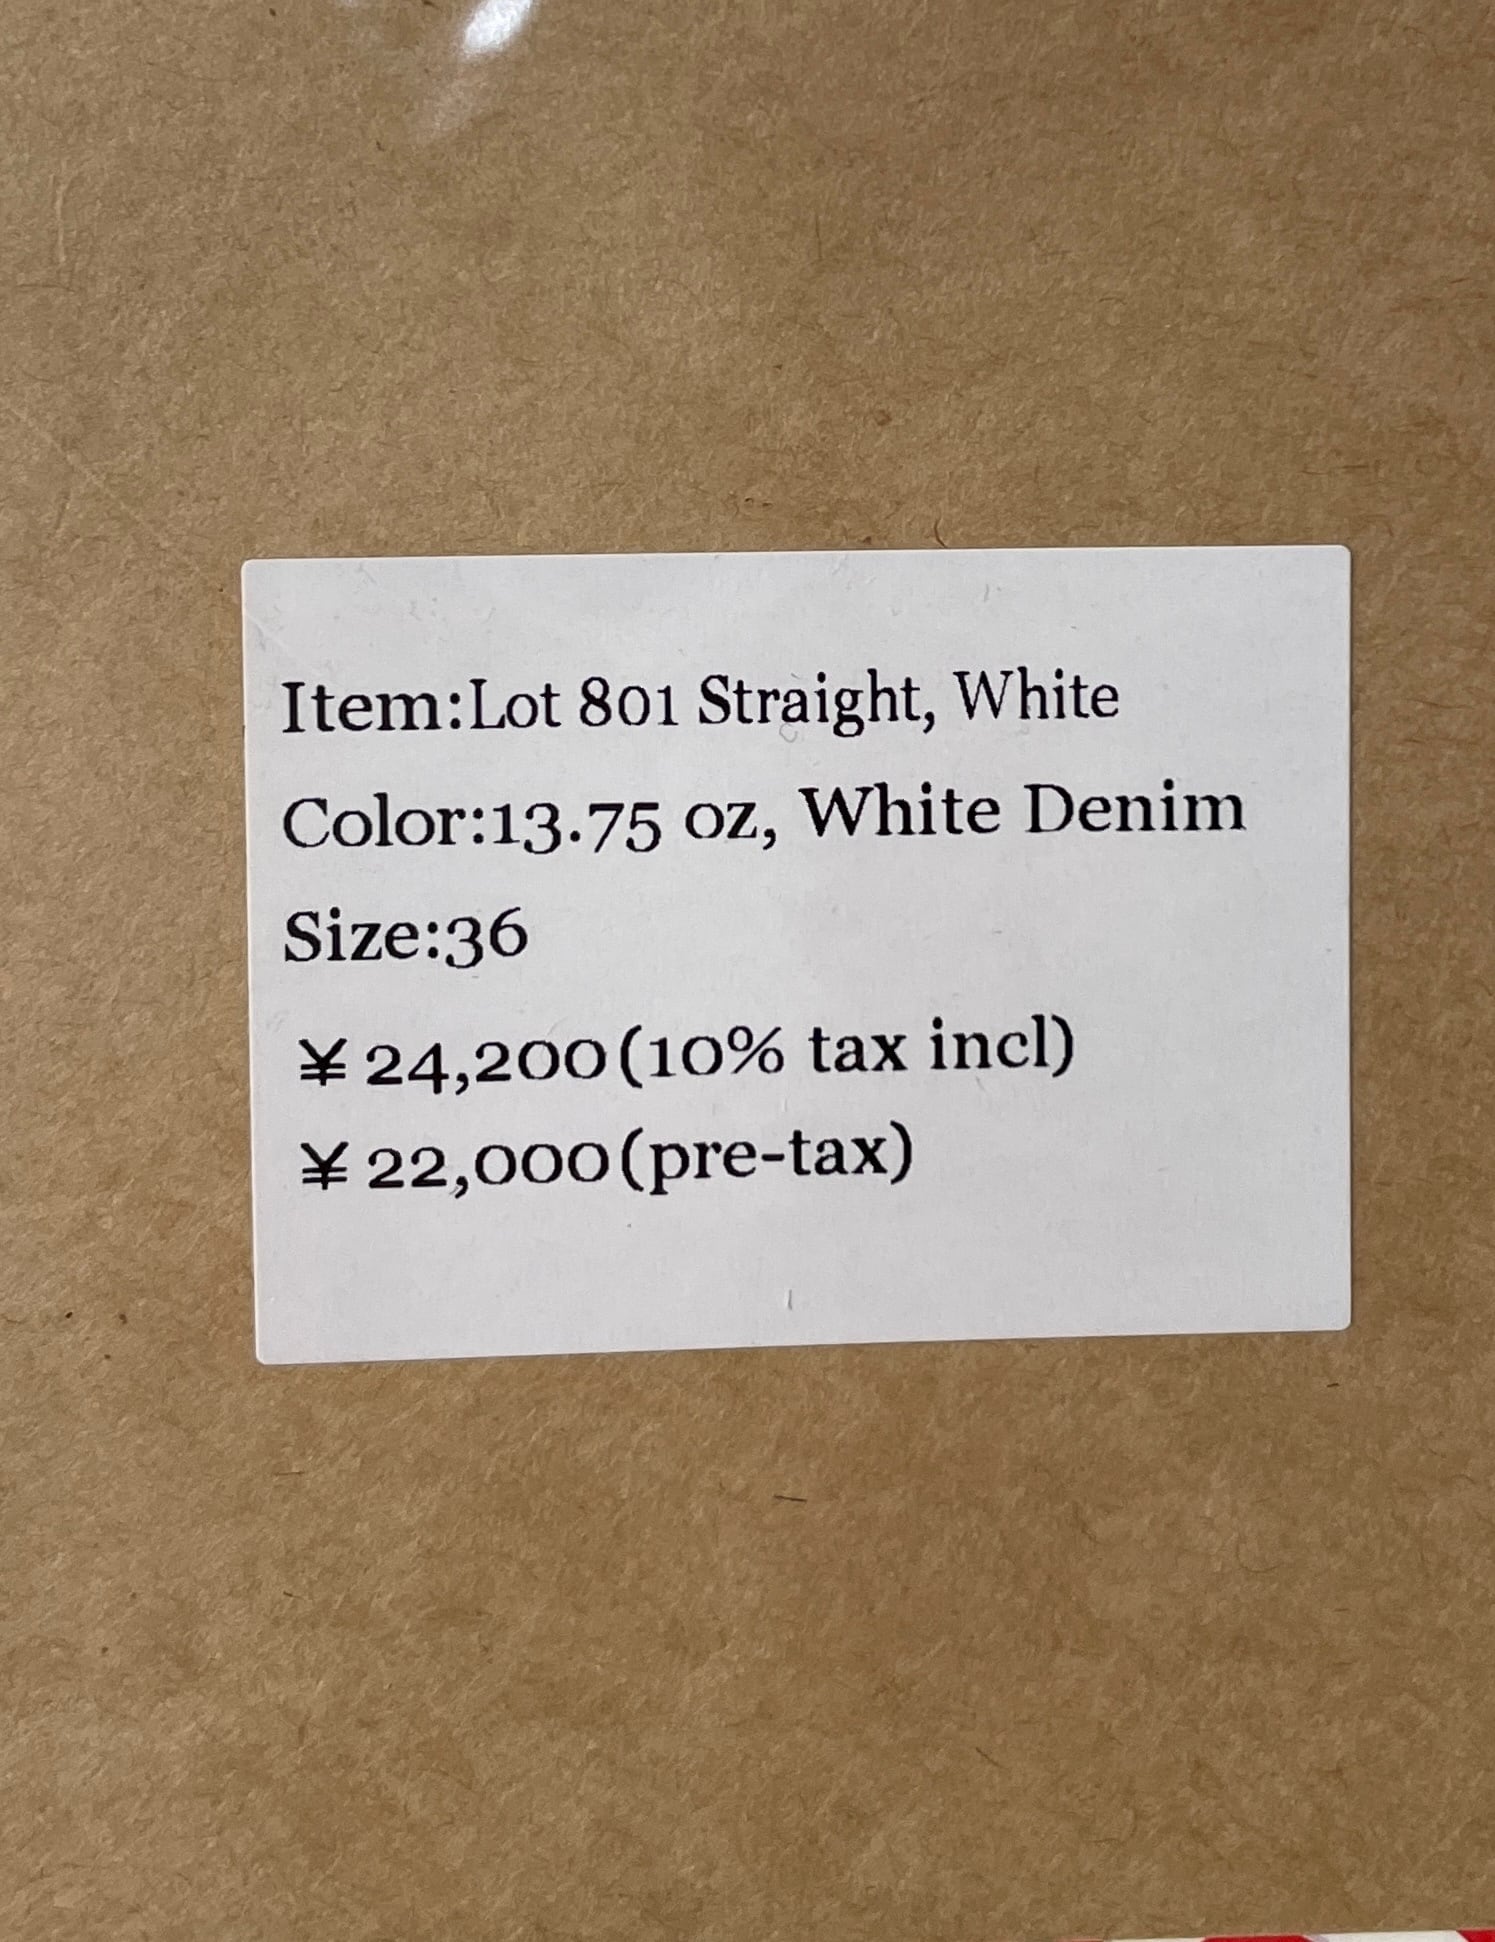 Item:Lot 801 Straight, White
Color:13.75 oz, White Denim
Size:36
¥24,200(10% tax incl)
¥22,000(pre-tax)